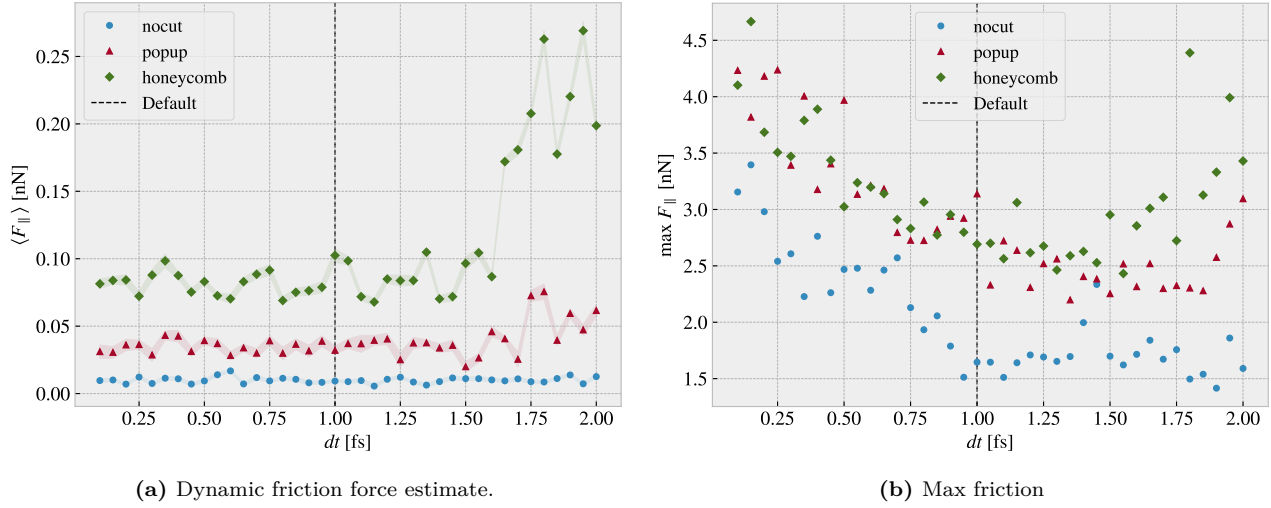 nocut
popup
honeycomb
Default
0.25
0.20
0.15
0.10
0.05
0.00
⟨F∥⟩ [nN]
0.25 0.50 0.75 1.00 1.25 1.50 1.75 2.00
dt [fs]
(a) Dynamic friction force estimate.
nocut
popup
honeycomb
Default
4.5
4.0
3.5
3.0
2.5
2.0
1.5
max F∥ [nN]
0.25 0.50 0.75 1.00 1.25 1.50 1.75 2.00
dt [fs]
(b) Max friction